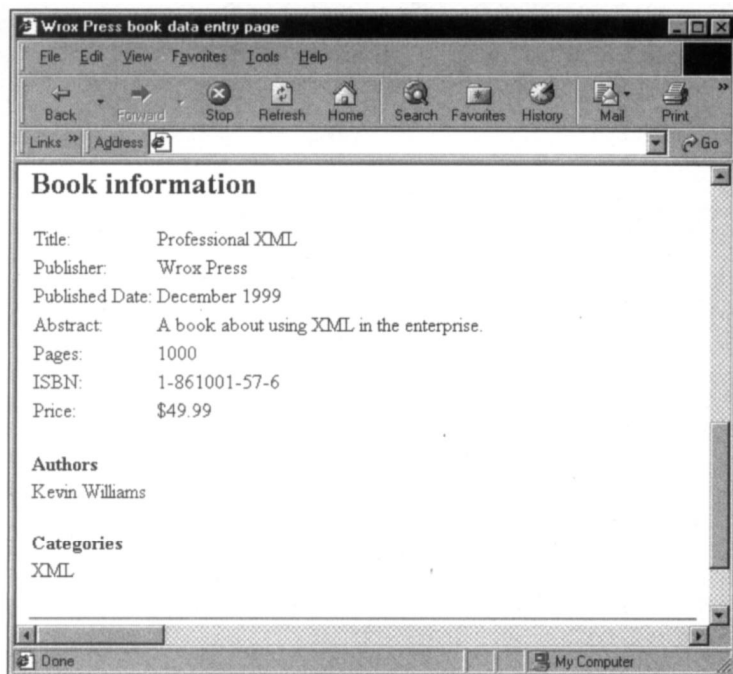 Wrox Press book data entry page
File Edit View Favorites Tools Help
Back Forward Stop Refresh Home Search Favorites History Mail Print »
Links » Address Go
Book information
Title: Professional XML
Publisher: Wrox Press
Published Date: December 1999
Abstract: A book about using XML in the enterprise.
Pages: 1000
ISBN: 1-861001-57-6
Price: $49.99
Authors
Kevin Williams
Categories
XML
Done My Computer